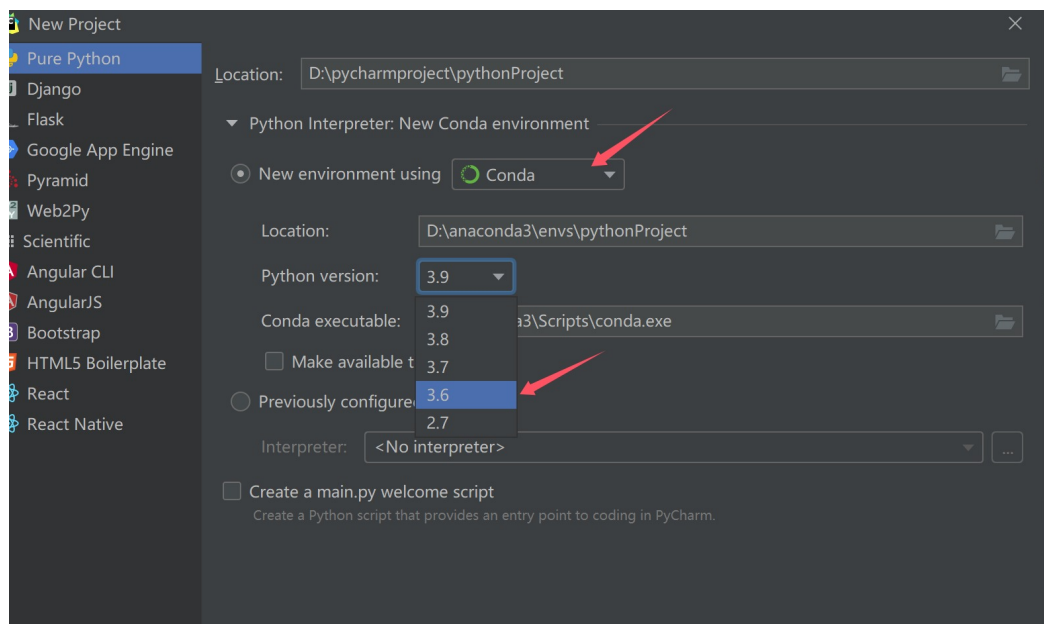 New Project
Pure Python
Django
Flask
Google App Engine
Pyramid
Web2Py
Scientific
Angular CLI
AngularJS
Bootstrap
HTML5 Boilerplate
React
React Native
Location: D:\pycharmproject\pythonProject
Python Interpreter: New Conda environment
New environment using Conda
Location: D:\anaconda3\envs\pythonProject
Python version: 3.9
3.9
3.8
3.7
3.6
2.7
Conda executable: a3\Scripts\conda.exe
Make available t
Previously configure
Interpreter: <No interpreter> ...
Create a main.py welcome script
Create a Python script that provides an entry point to coding in PyCharm.